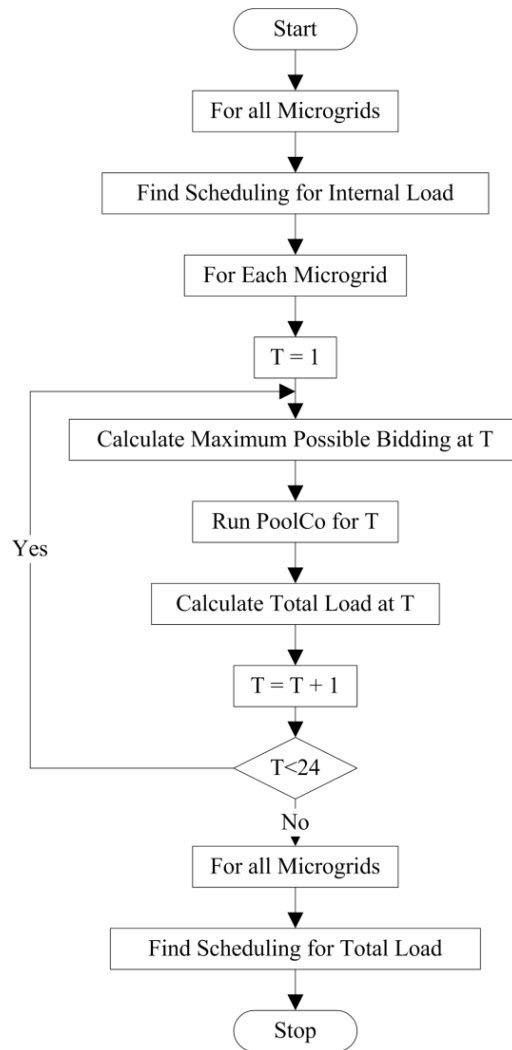 Start
For all Microgrids
Find Scheduling for Internal Load
For Each Microgrid
T = 1
Calculate Maximum Possible Bidding at T
Run PoolCo for T
Yes
Calculate Total Load at T
T = T + 1
T<24
No
For all Microgrids
Find Scheduling for Total Load
Stop